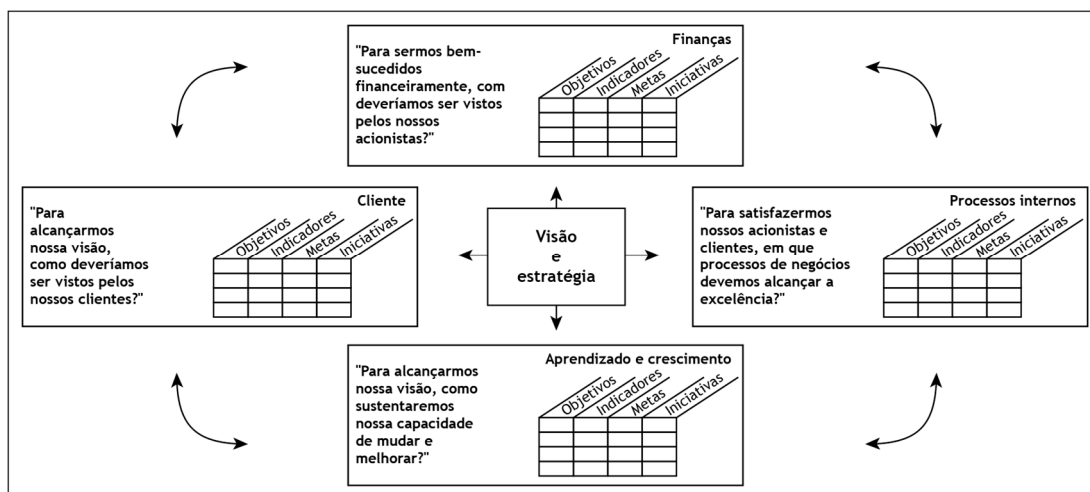 Finanças
"Para sermos bem-
sucedidos
financeiramente, com
deveríamos ser vistos
pelos nossos
acionistas?"
Objetivos
Indicadores
Metas
Iniciativas
Cliente
"Para
alcançarmos
nossa visão,
como deveríamos
ser vistos pelos
nossos clientes?"
Objetivos
Indicadores
Metas
Iniciativas
Visão
e
estratégia
Processos internos
"Para satisfazermos
nossos acionistas e
clientes, em que
processos de negócios
devemos alcançar a
excelência?"
Objetivos
Indicadores
Metas
Iniciativas
Aprendizado e crescimento
"Para alcançarmos
nossa visão, como
sustentaremos
nossa capacidade
de mudar e
melhorar?"
Objetivos
Indicadores
Metas
Iniciativas